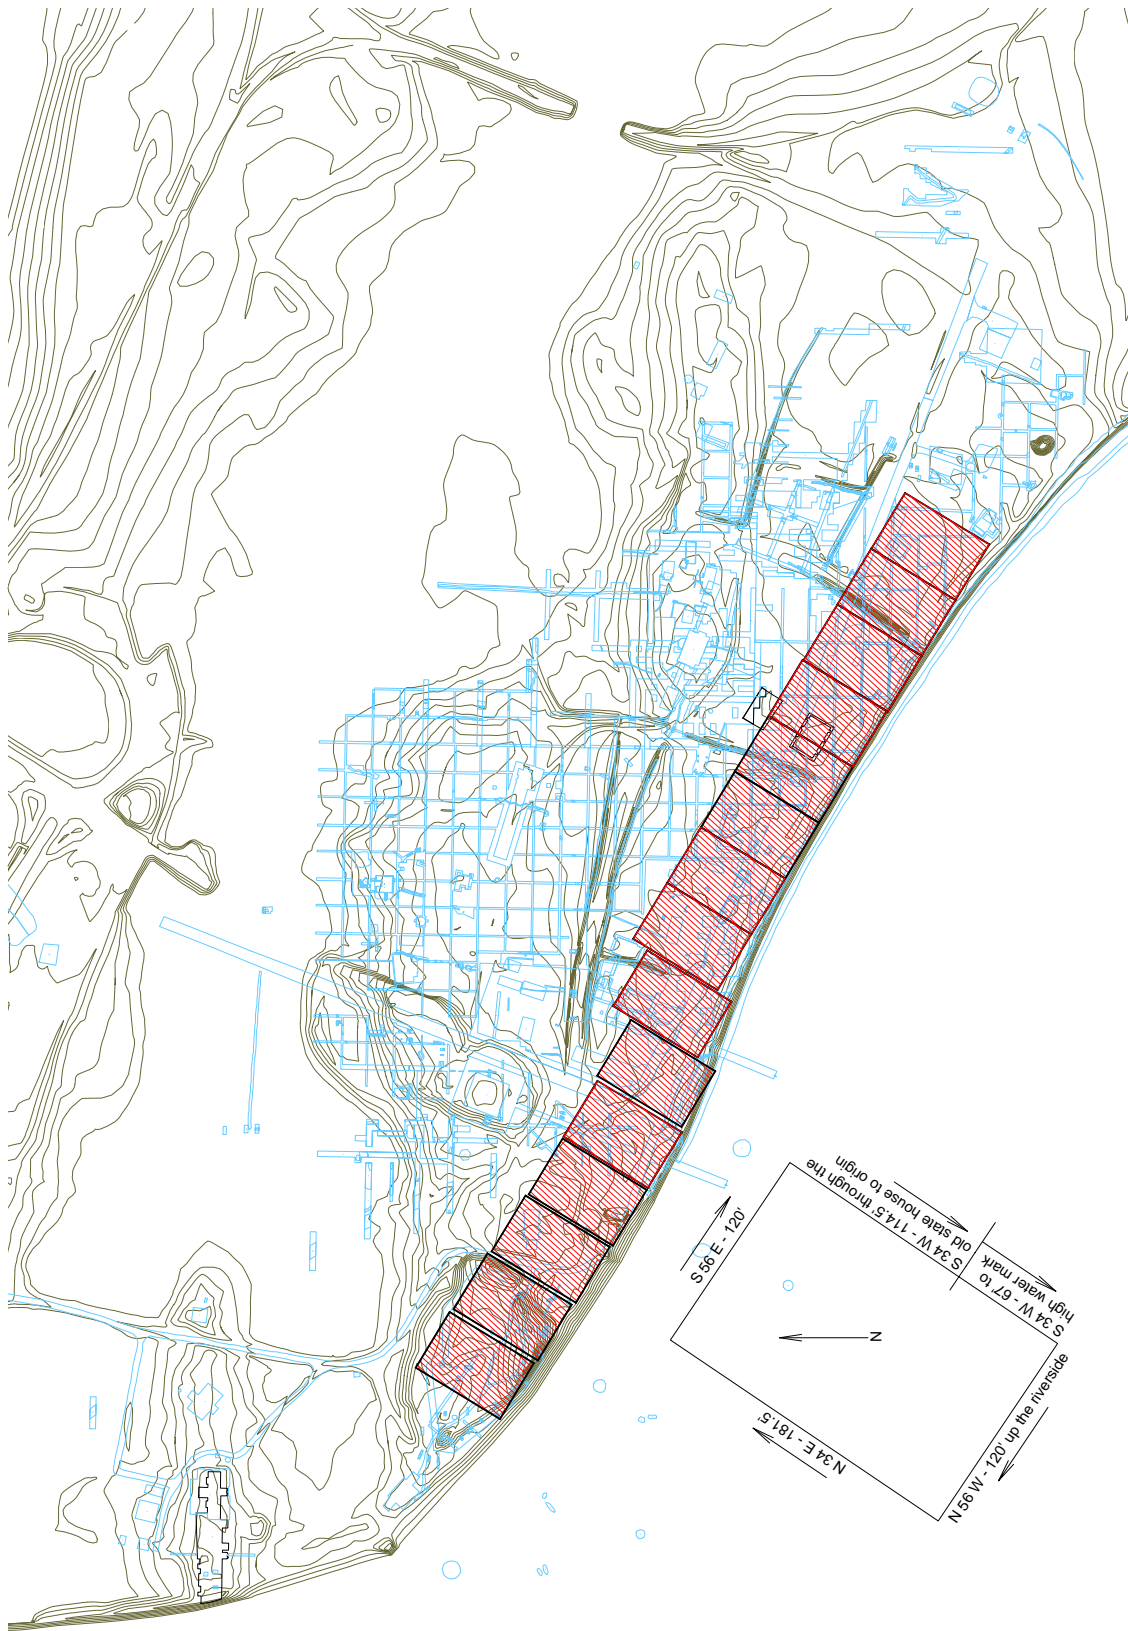 S 56 E - 120'
S 34 W - 114.5' through the
old state house to origin
S 34 W - 67' to
high water mark
N
N 34 E - 181.5'
N 56 W - 120' up the riverside